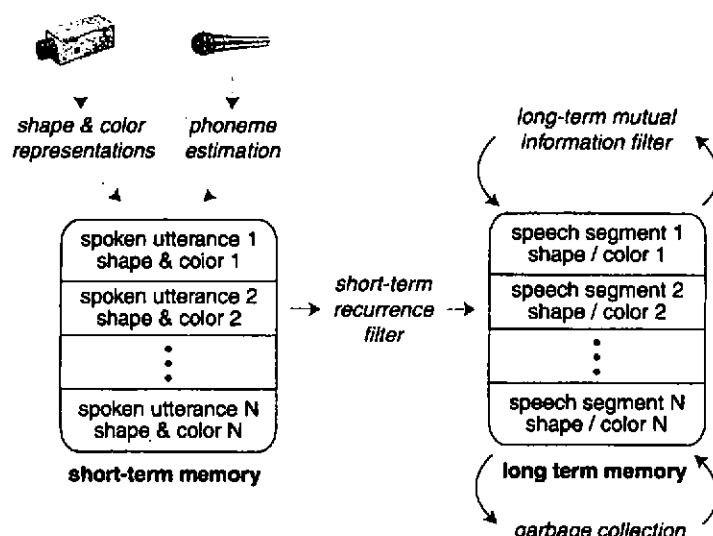 shape & color
representations
phoneme
estimation
spoken utterance 1
shape & color 1
spoken utterance 2
shape & color 2
spoken utterance N
shape & color N
short-term memory
short-term
recurrence
filter
long-term mutual
information filter
speech segment 1
shape / color 1
speech segment 2
shape / color 2
speech segment N
shape / color N
long term memory
garbage collection